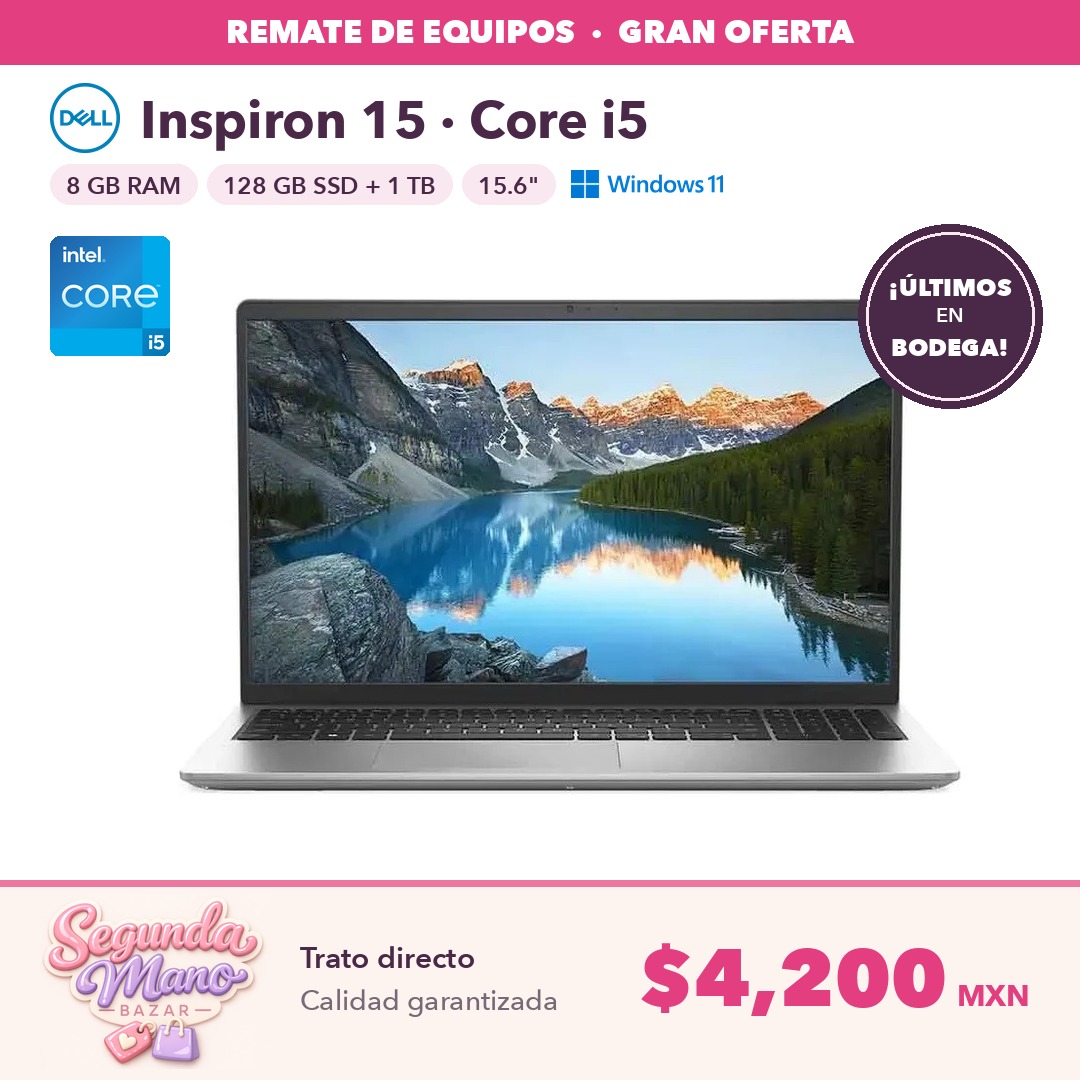 REMATE DE EQUIPOS • GRAN OFERTA
DELL
Inspiron 15 · Core i5
8 GB RAM
128 GB SSD + 1 TB
15.6"
Windows 11
intel.
CORE
i5
¡ÚLTIMOS
EN
BODEGA!
Segunda
Mano
BAZAR
Trato directo
Calidad garantizada
$4,200 MXN